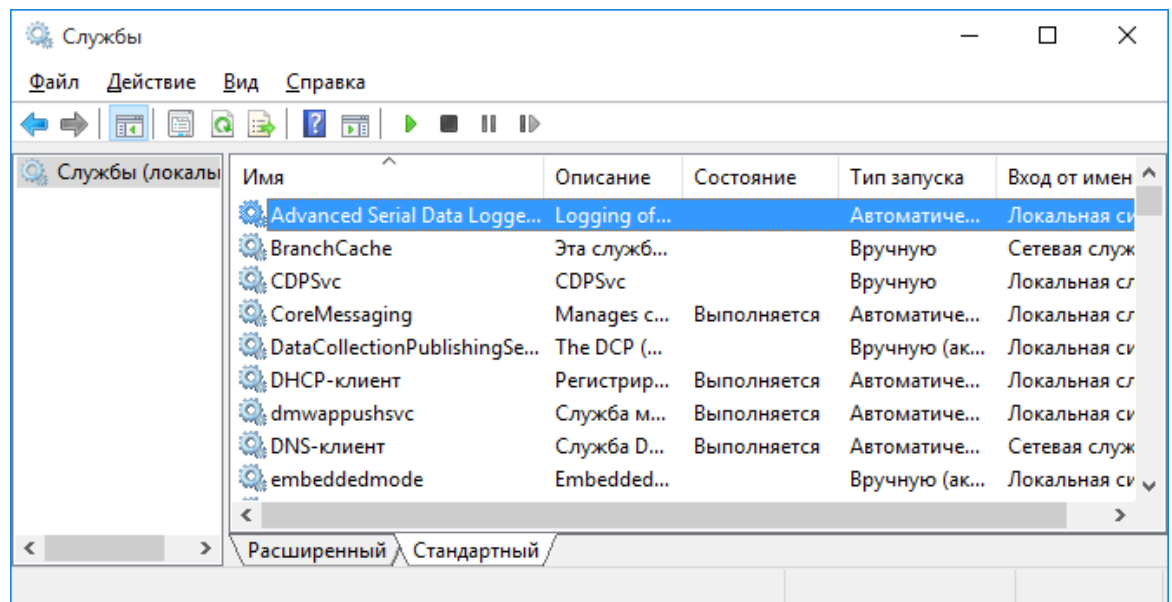 Службы
Файл Действие Вид Справка
Службы (локалы
Имя Описание Состояние Тип запуска Вход от имен
Advanced Serial Data Logge... Logging of... Автоматиче... Локальная си
BranchCache Эта служб... Вручную Сетевая служ
CDPSvc CDPSvc Вручную Локальная сл
CoreMessaging Manages c... Выполняется Автоматиче... Локальная сл
DataCollectionPublishingSe... The DCP (... Вручную (ак... Локальная си
DHCP-клиент Регистрир... Выполняется Автоматиче... Локальная сл
dmwappushsvc Служба м... Выполняется Автоматиче... Локальная си
DNS-клиент Служба D... Выполняется Автоматиче... Сетевая служ
embeddedmode Embedded... Вручную (ак... Локальная си
Расширенный Стандартный